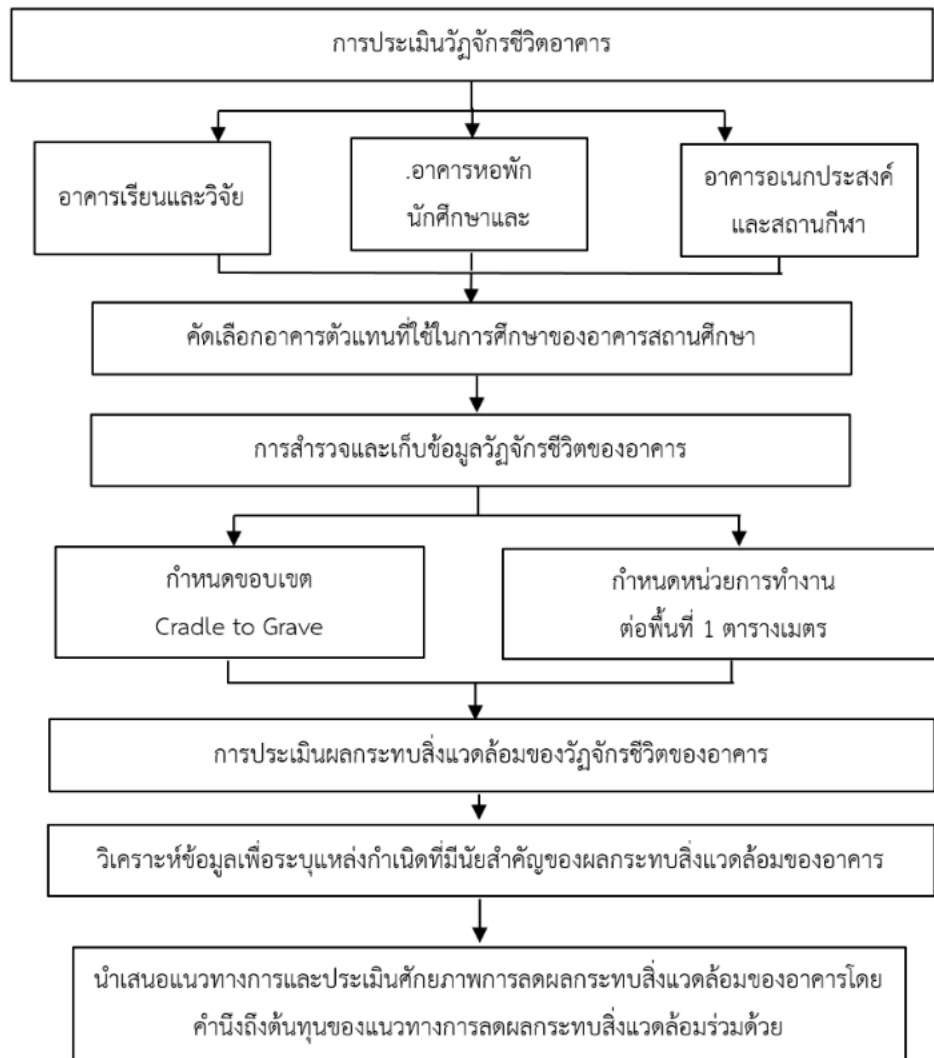 การประเมินวัฏจักรชีวิตอาคาร
อาคารเรียนและวิจัย
.อาคารหอพัก
นักศึกษาและ
อาคารอเนกประสงค์
และสถานกีฬา
คัดเลือกอาคารตัวแทนที่ใช้ในการศึกษาของอาคารสถานศึกษา
การสำรวจและเก็บข้อมูลวัฏจักรชีวิตของอาคาร
กำหนดขอบเขต
Cradle to Grave
กำหนดหน่วยการทำงาน
ต่อพื้นที่ 1 ตารางเมตร
การประเมินผลกระทบสิ่งแวดล้อมของวัฏจักรชีวิตของอาคาร
วิเคราะห์ข้อมูลเพื่อระบุแหล่งกำเนิดที่มีนัยสำคัญของผลกระทบสิ่งแวดล้อมของอาคาร
นำเสนอแนวทางการและประเมินศักยภาพการลดผลกระทบสิ่งแวดล้อมของอาคารโดย
คำนึงถึงต้นทุนของแนวทางการลดผลกระทบสิ่งแวดล้อมร่วมด้วย